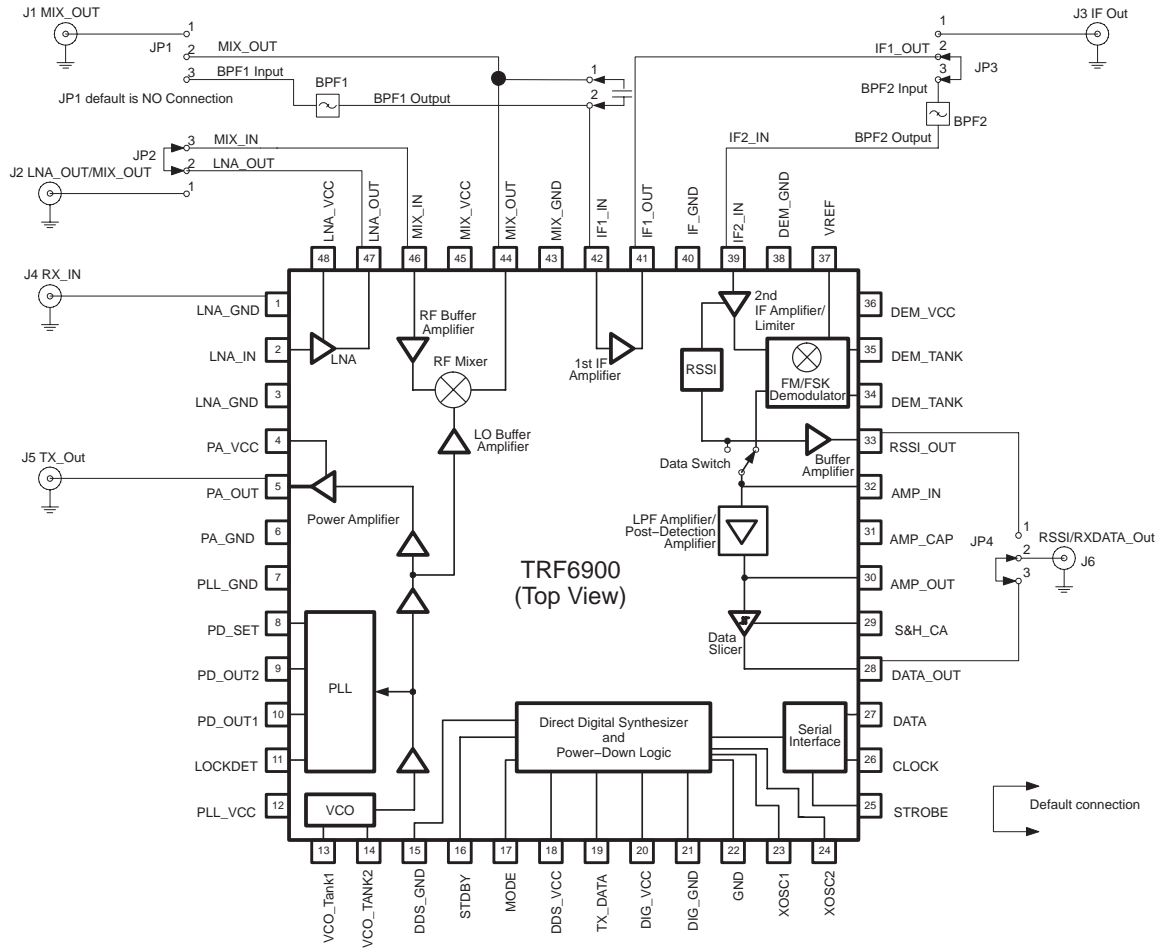 J1 MIX_OUT
1
JP1
2
MIX_OUT
3
BPF1 Input
BPF1
BPF1 Output
JP1 default is NO Connection
1
2
J3 IF Out
1
IF1_OUT
2
3
JP3
BPF2 Input
BPF2
BPF2 Output
IF2_IN
JP2
3
MIX_IN
2
LNA_OUT
1
J2 LNA_OUT/MIX_OUT
LNA_VCC
LNA_OUT
MIX_IN
MIX_VCC
MIX_OUT
MIX_GND
IF1_IN
IF1_OUT
IF_GND
IF2_IN
DEM_GND
VREF
48
47
46
45
44
43
42
41
40
39
38
37
J4 RX_IN
LNA_GND
1
LNA_IN
2
LNA_GND
3
PA_VCC
4
J5 TX_Out
PA_OUT
5
PA_GND
6
PLL_GND
7
PD_SET
8
PD_OUT2
9
PD_OUT1
10
LOCKDET
11
PLL_VCC
12
LNA
RF Buffer
Amplifier
RF Mixer
LO Buffer
Amplifier
Power Amplifier
1st IF
Amplifier
2nd
IF Amplifier/
Limiter
RSSI
FM/FSK
Demodulator
Data Switch
Buffer
Amplifier
LPF Amplifier/
Post–Detection
Amplifier
Data
Slicer
TRF6900
(Top View)
PLL
VCO
Direct Digital Synthesizer
and
Power–Down Logic
Serial
Interface
36
DEM_VCC
35
DEM_TANK
34
DEM_TANK
33
RSSI_OUT
32
AMP_IN
31
AMP_CAP
30
AMP_OUT
29
S&H_CA
28
DATA_OUT
27
DATA
26
CLOCK
25
STROBE
1
JP4
2
3
RSSI/RXDATA_Out
J6
Default connection
13
14
15
16
17
18
19
20
21
22
23
24
VCO_Tank1
VCO_TANK2
DDS_GND
STDBY
MODE
DDS_VCC
TX_DATA
DIG_VCC
DIG_GND
GND
XOSC1
XOSC2